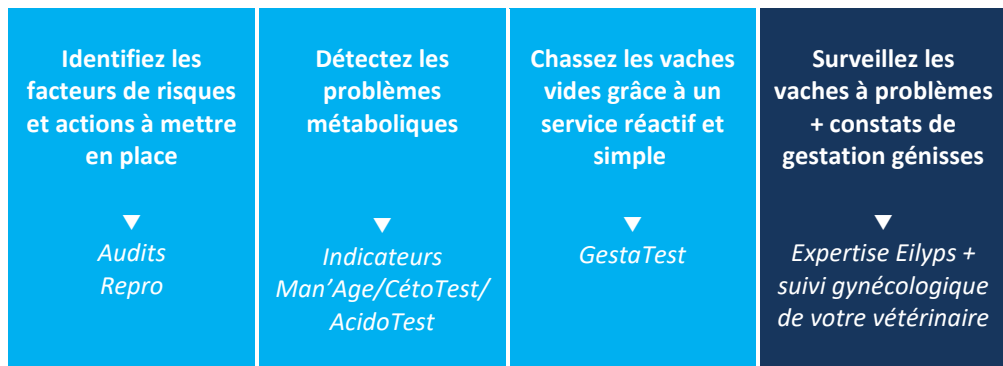 Identifiez les
facteurs de risques
et actions à mettre
en place
▼
Audits
Repro
Détectez les
problèmes
métaboliques
▼
Indicateurs
Man’Age/CétoTest/
AcidoTest
Chassez les vaches
vides grâce à un
service réactif et
simple
▼
GestaTest
Surveillez les
vaches à problèmes
+ constats de
gestation génisses
▼
Expertise Eilyps +
suivi gynécologique
de votre vétérinaire